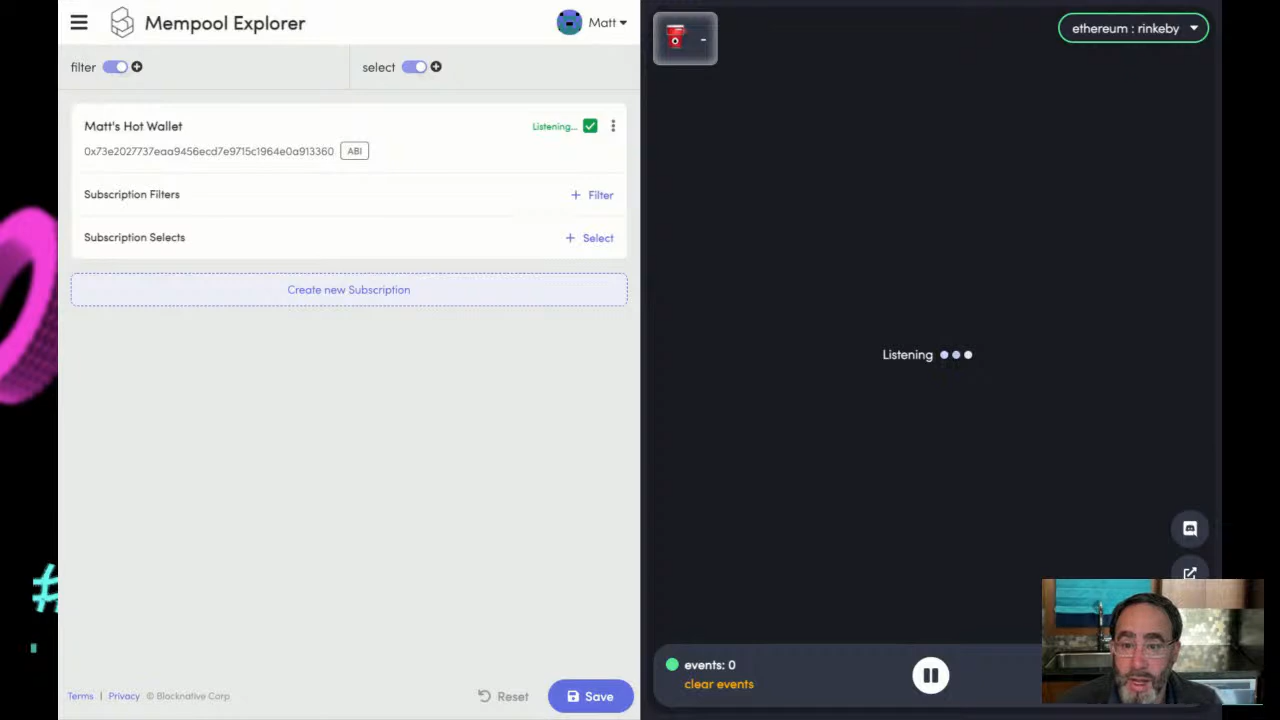 Mempool Explorer
Matt
filter
select
Matt's Hot Wallet
Listening...
0x73e2027737eaa9456ecd7e9715c1964e0a913360
ABI
Subscription Filters
+ Filter
Subscription Selects
+ Select
Create new Subscription
Terms | Privacy © Blocknative Corp
Reset
Save
-
ethereum : rinkeby
Listening
events: 0
clear events
#